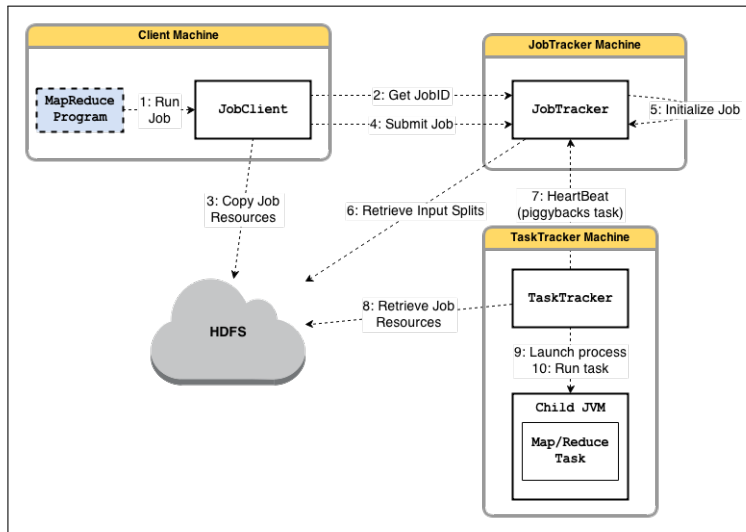 Client Machine
JobTracker Machine
MapReduce
Program
1: Run
Job
JobClient
2: Get JobID
4: Submit Job
JobTracker
5: Initialize Job
3: Copy Job
Resources
6: Retrieve Input Splits
7: HeartBeat
(piggybacks task)
TaskTracker Machine
TaskTracker
HDFS
8: Retrieve Job
Resources
9: Launch process
10: Run task
Child JVM
Map/Reduce
Task